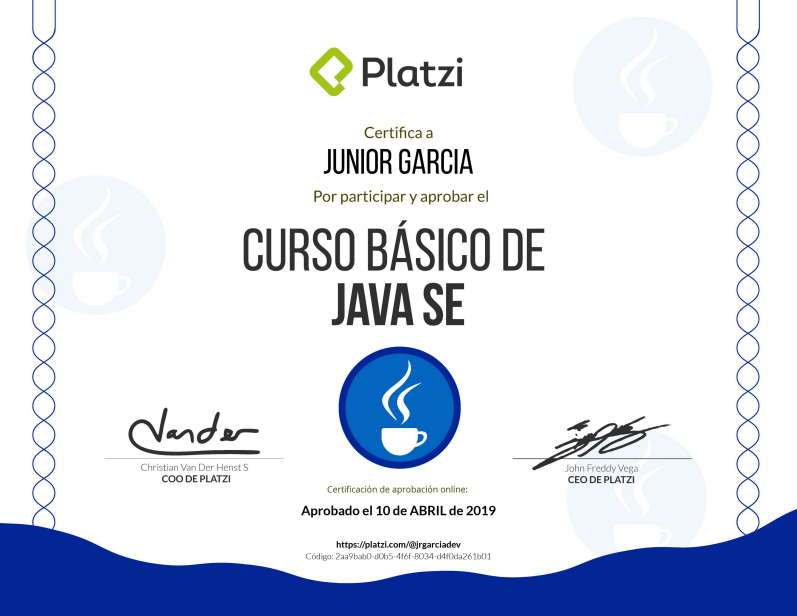 Platzi
Certifica a
JUNIOR GARCIA
Por participar y aprobar el
CURSO BÁSICO DE
JAVA SE
Vander
Christian Van Der Henst S
COO DE PLATZI
John Freddy Vega
CEO DE PLATZI
Certificación de aprobación online:
Aprobado el 10 de ABRIL de 2019
https://platzi.com/@jrgarciadev
Código: 2aa9bab0-d0b5-4f6f-8034-d4f0da261b01